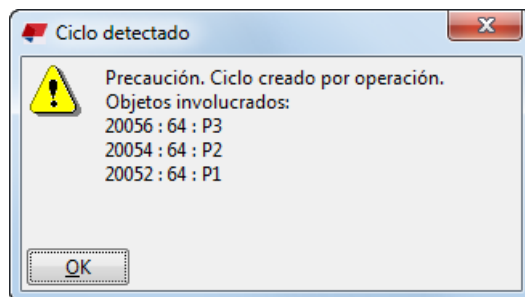 Ciclo detectado
Precaución. Ciclo creado por operación.
Objetos involucrados:
20056 : 64 : P3
20054 : 64 : P2
20052 : 64 : P1
OK